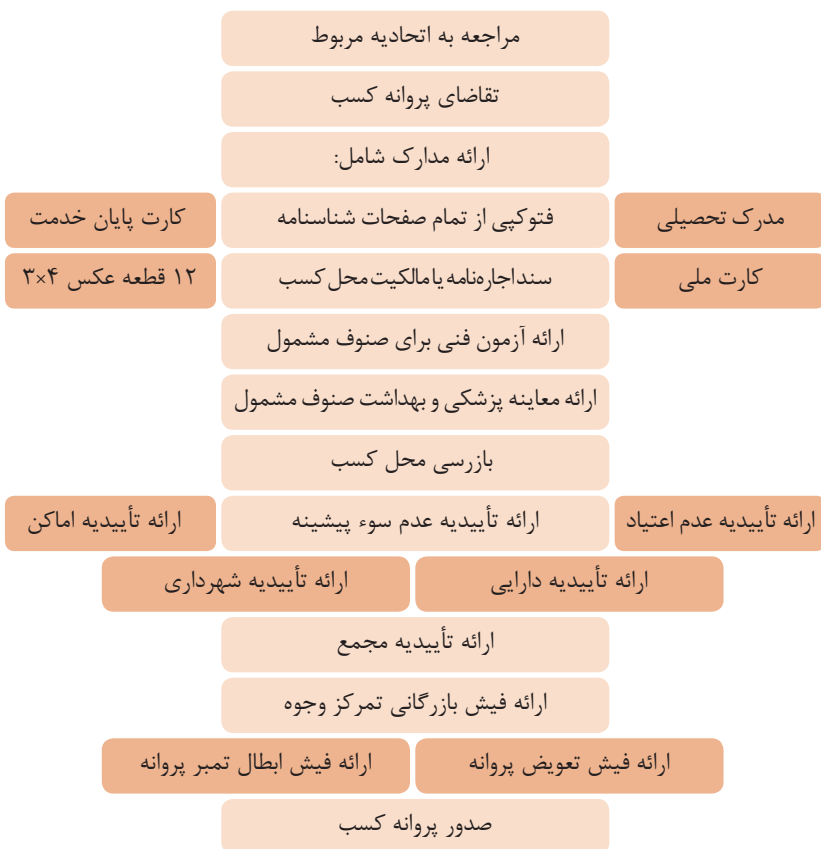 مراجعه به اتحادیه مربوط
تقاضای پروانه کسب
ارائه مدارک شامل:
مدرک تحصیلی
فتوکپی از تمام صفحات شناسنامه
کارت پایان خدمت
کارت ملی
سند اجاره‌نامه یا مالکیت محل کسب
۱۲ قطعه عکس ۴×۳
ارائه آزمون فنی برای صنوف مشمول
ارائه معاینه پزشکی و بهداشت صنوف مشمول
بازرسی محل کسب
ارائه تأییدیه عدم اعتیاد
ارائه تأییدیه عدم سوء پیشینه
ارائه تأییدیه اماکن
ارائه تأییدیه دارایی
ارائه تأییدیه شهرداری
ارائه تأییدیه مجمع
ارائه فیش بازرگانی تمرکز وجوه
ارائه فیش تعویض پروانه
ارائه فیش ابطال تمبر پروانه
صدور پروانه کسب